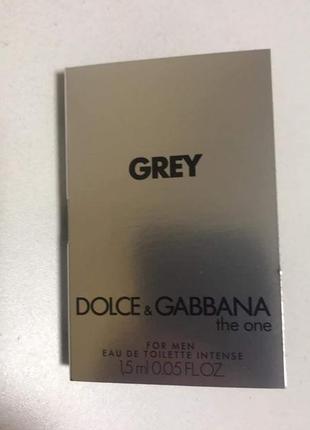 GREY
DOLCE & GABBANA
the one
FOR MEN
EAU DE TOILETTE INTENSE
1,5 ml 0.05 FL.OZ.